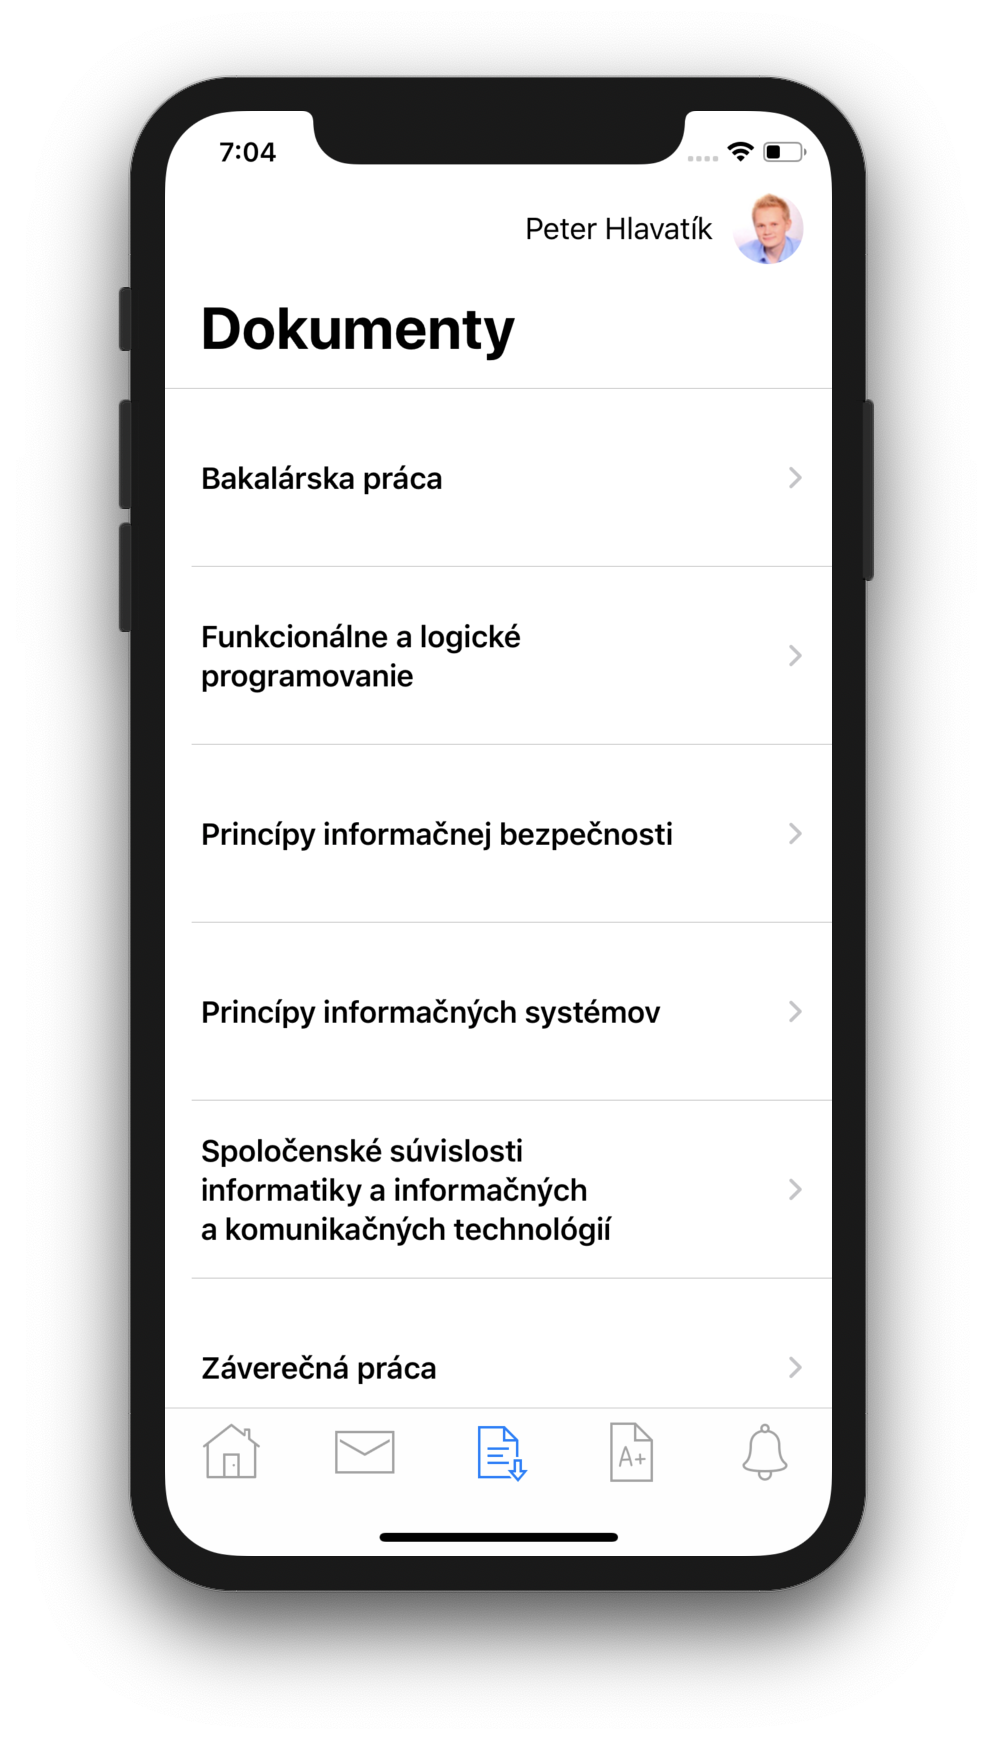 7:04
Peter Hlavatík
Dokumenty
Bakalárska práca
Funkcionálne a logické
programovanie
Princípy informačnej bezpečnosti
Princípy informačných systémov
Spoločenské súvislosti
informatiky a informačných
a komunikačných technológií
Záverečná práca
A+